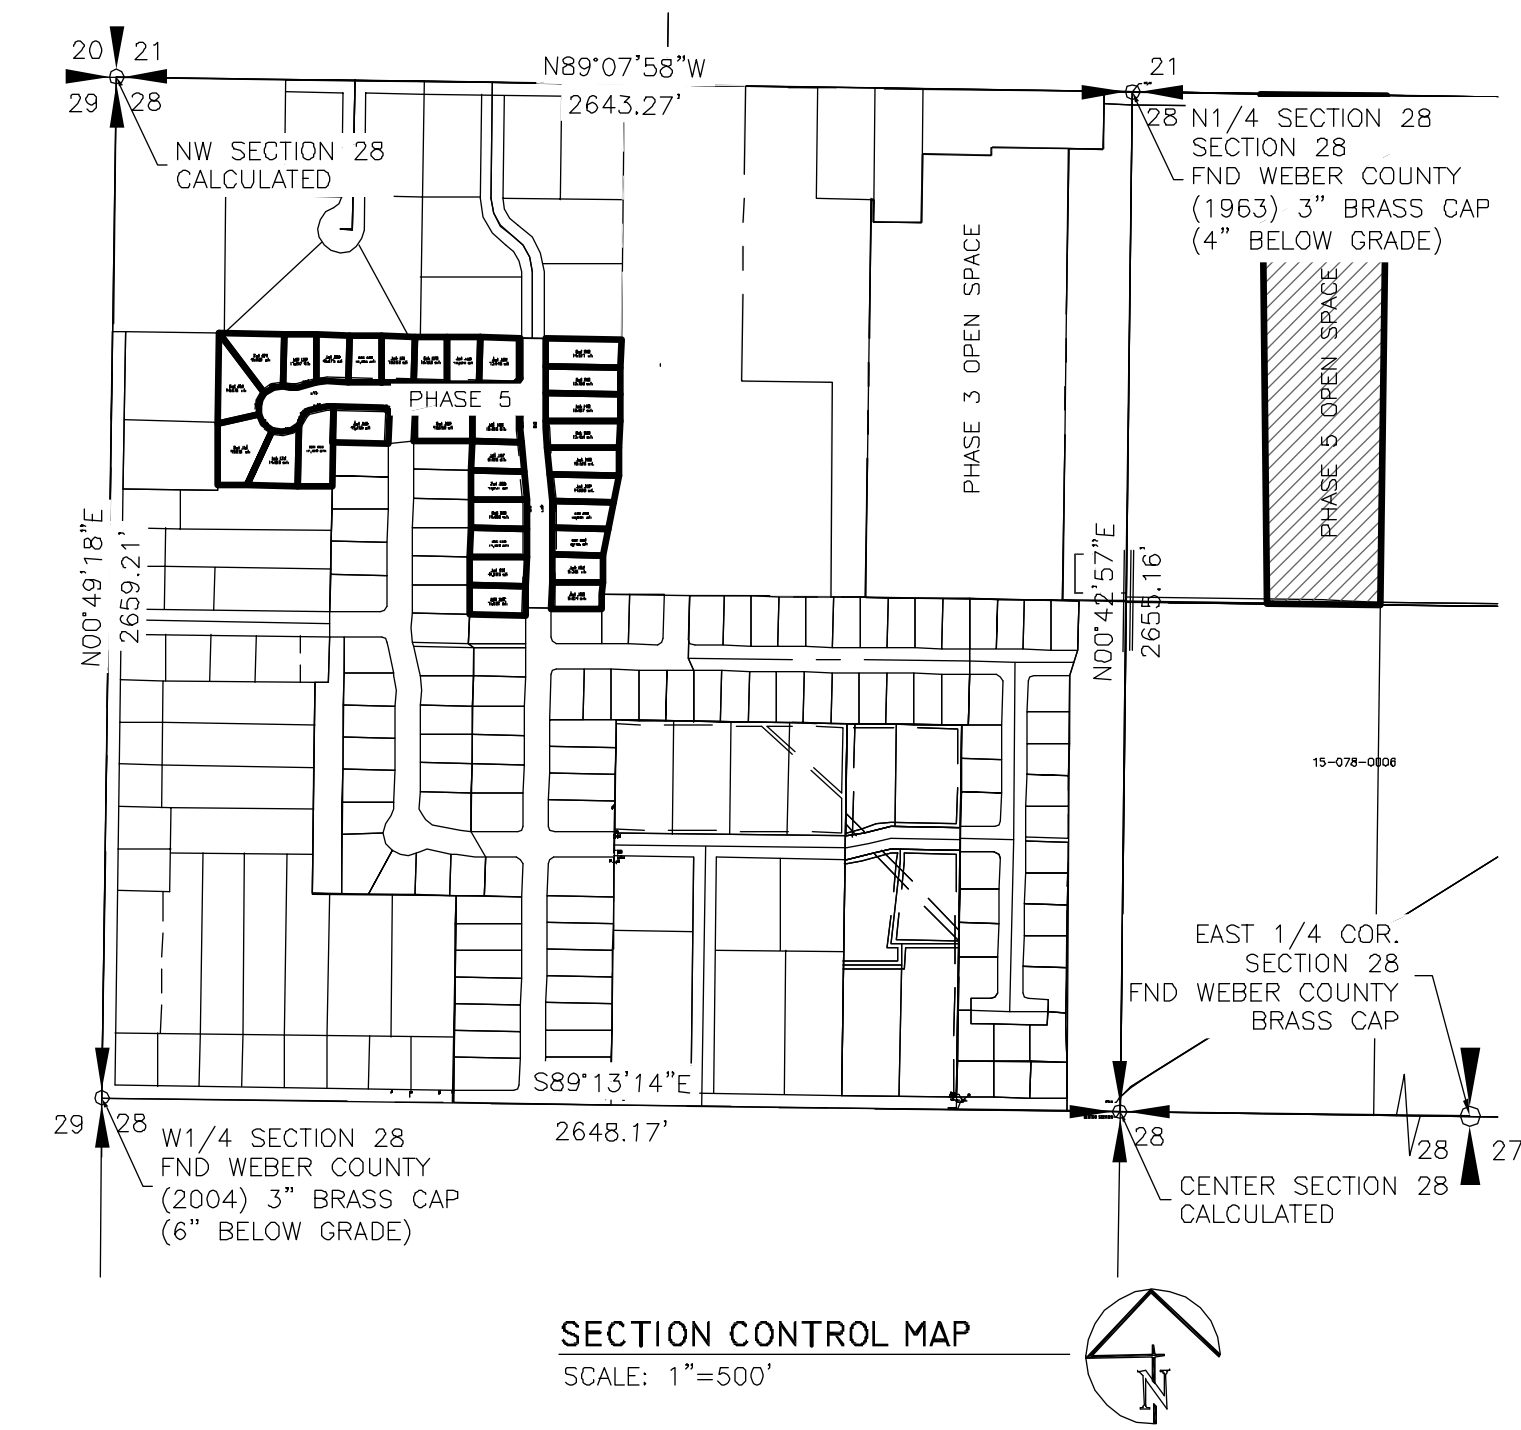 20 21
29 28
NW SECTION 28
CALCULATED
N89°07'58"W
2643.27'
21
28
N1/4 SECTION 28
SECTION 28
FND WEBER COUNTY
(1963) 3" BRASS CAP
(4" BELOW GRADE)
PHASE 3 OPEN SPACE
PHASE 5 OPEN SPACE
PHASE 5
N00°49'18"E
2659.21'
N00°42'57"E
2655.16'
15-078-0006
EAST 1/4 COR.
SECTION 28
FND WEBER COUNTY
BRASS CAP
S89°13'14"E
2648.17'
29 28
W1/4 SECTION 28
FND WEBER COUNTY
(2004) 3" BRASS CAP
(6" BELOW GRADE)
28
28 27
CENTER SECTION 28
CALCULATED
SECTION CONTROL MAP
SCALE: 1"=500'
N